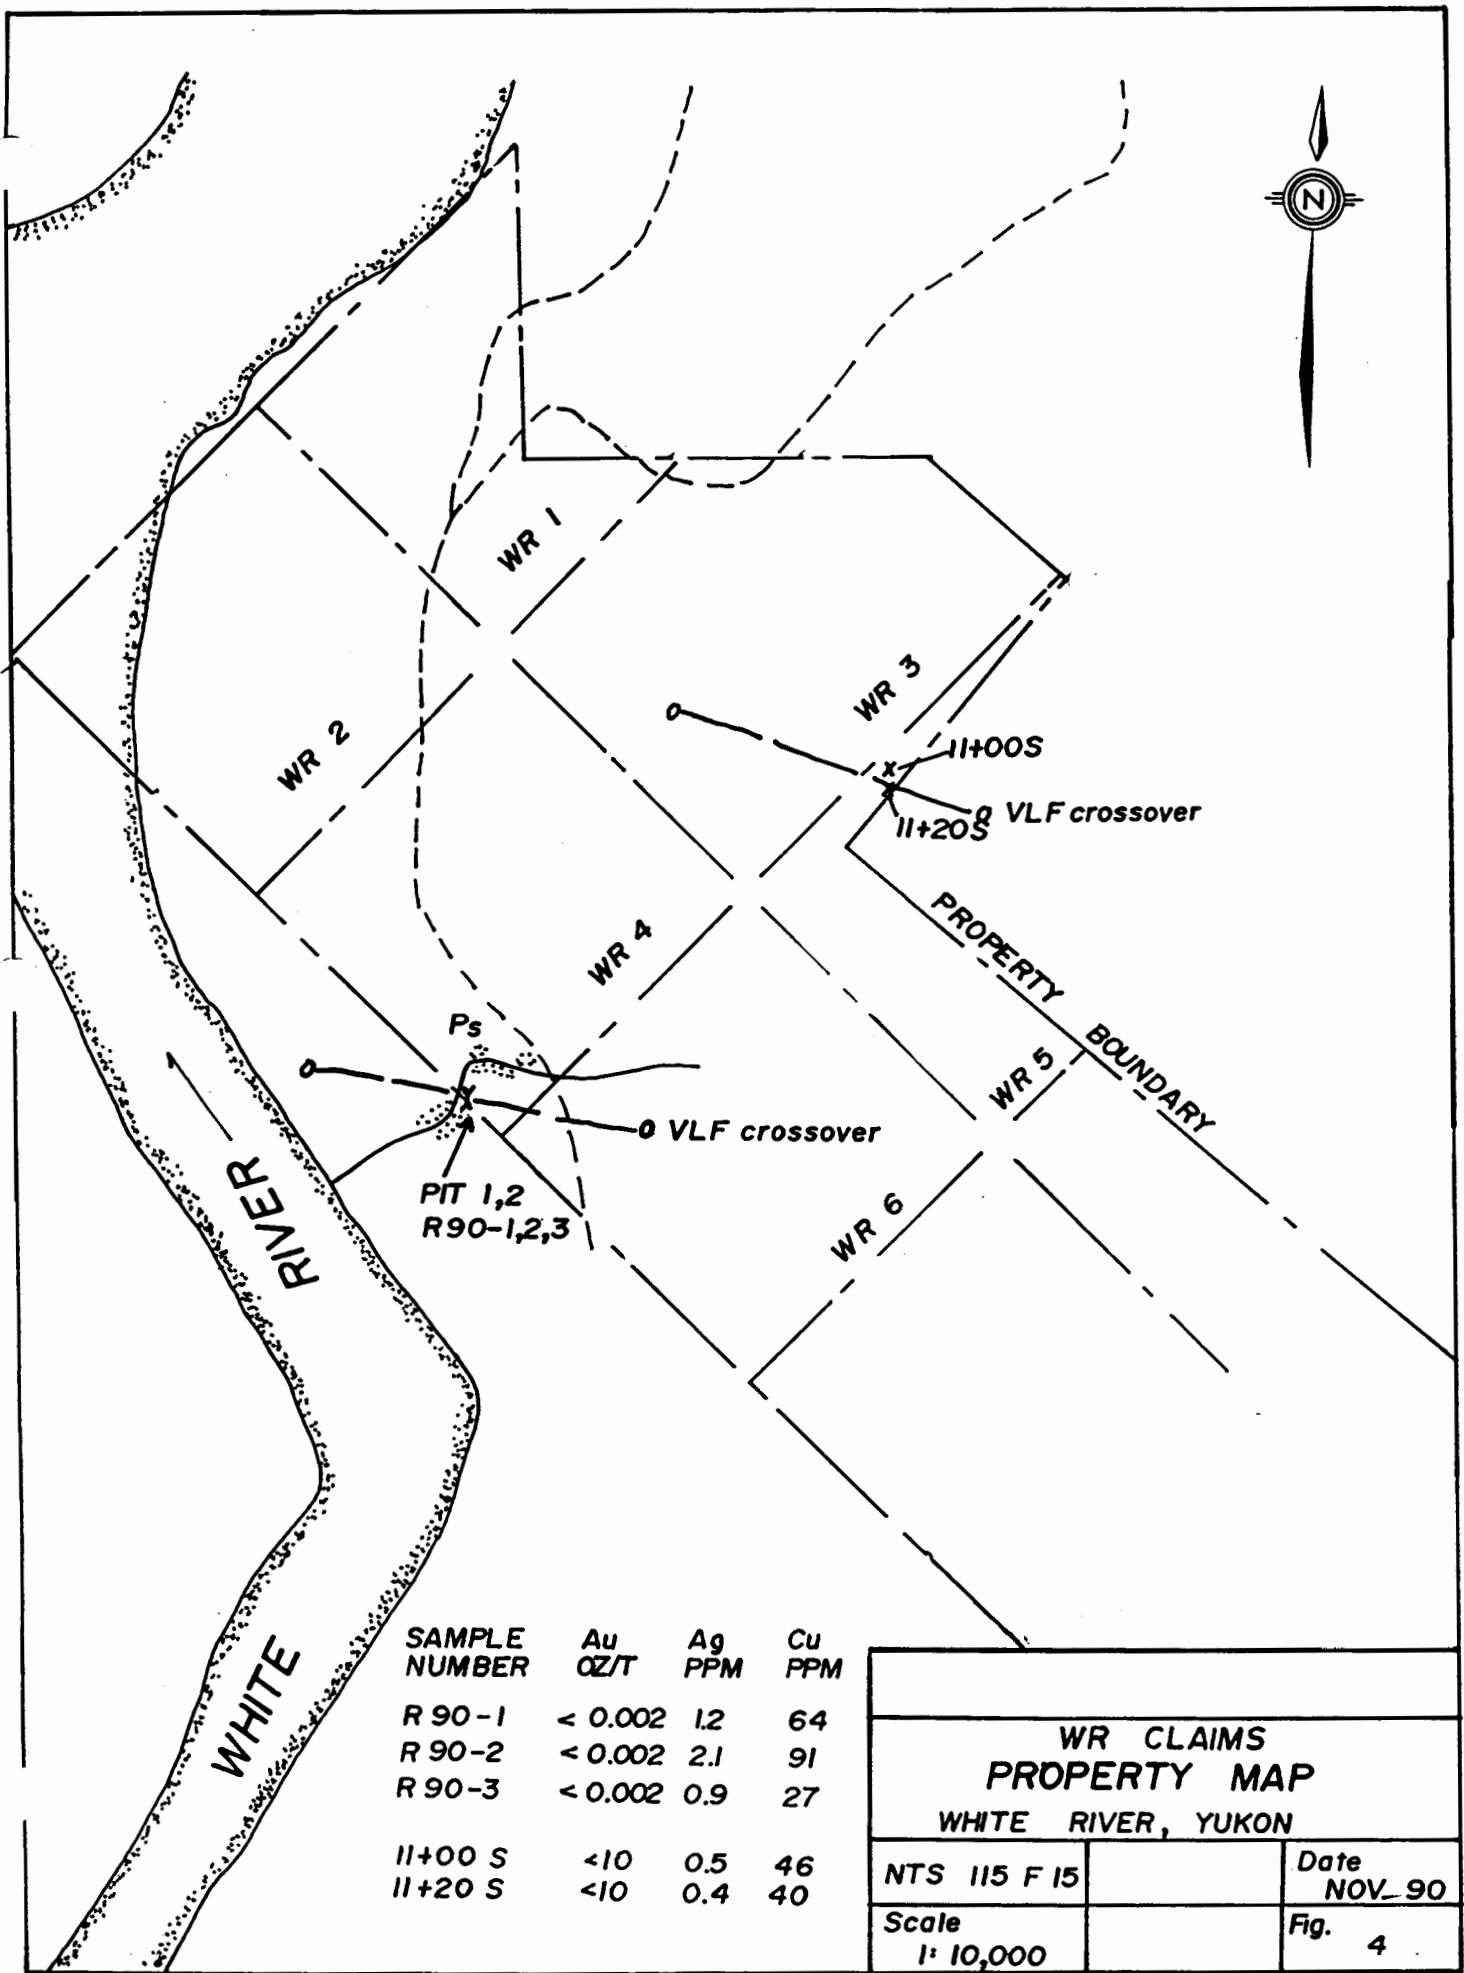 N
WR 1
WR 2
WR 3
11+00S
11+20S
VLF crossover
WR 4
PROPERTY BOUNDARY
Ps
WR 5
VLF crossover
PIT 1,2
R90-1,2,3
WR 6
WHITE RIVER
SAMPLE NUMBER Au OZ/T Ag PPM Cu PPM
R 90-1 < 0.002 1.2 64
R 90-2 < 0.002 2.1 91
R 90-3 < 0.002 0.9 27
11+00 S <10 0.5 46
11+20 S <10 0.4 40
WR CLAIMS
PROPERTY MAP
WHITE RIVER, YUKON
NTS 115 F 15
Date
NOV-90
Scale
1: 10,000
Fig.
4